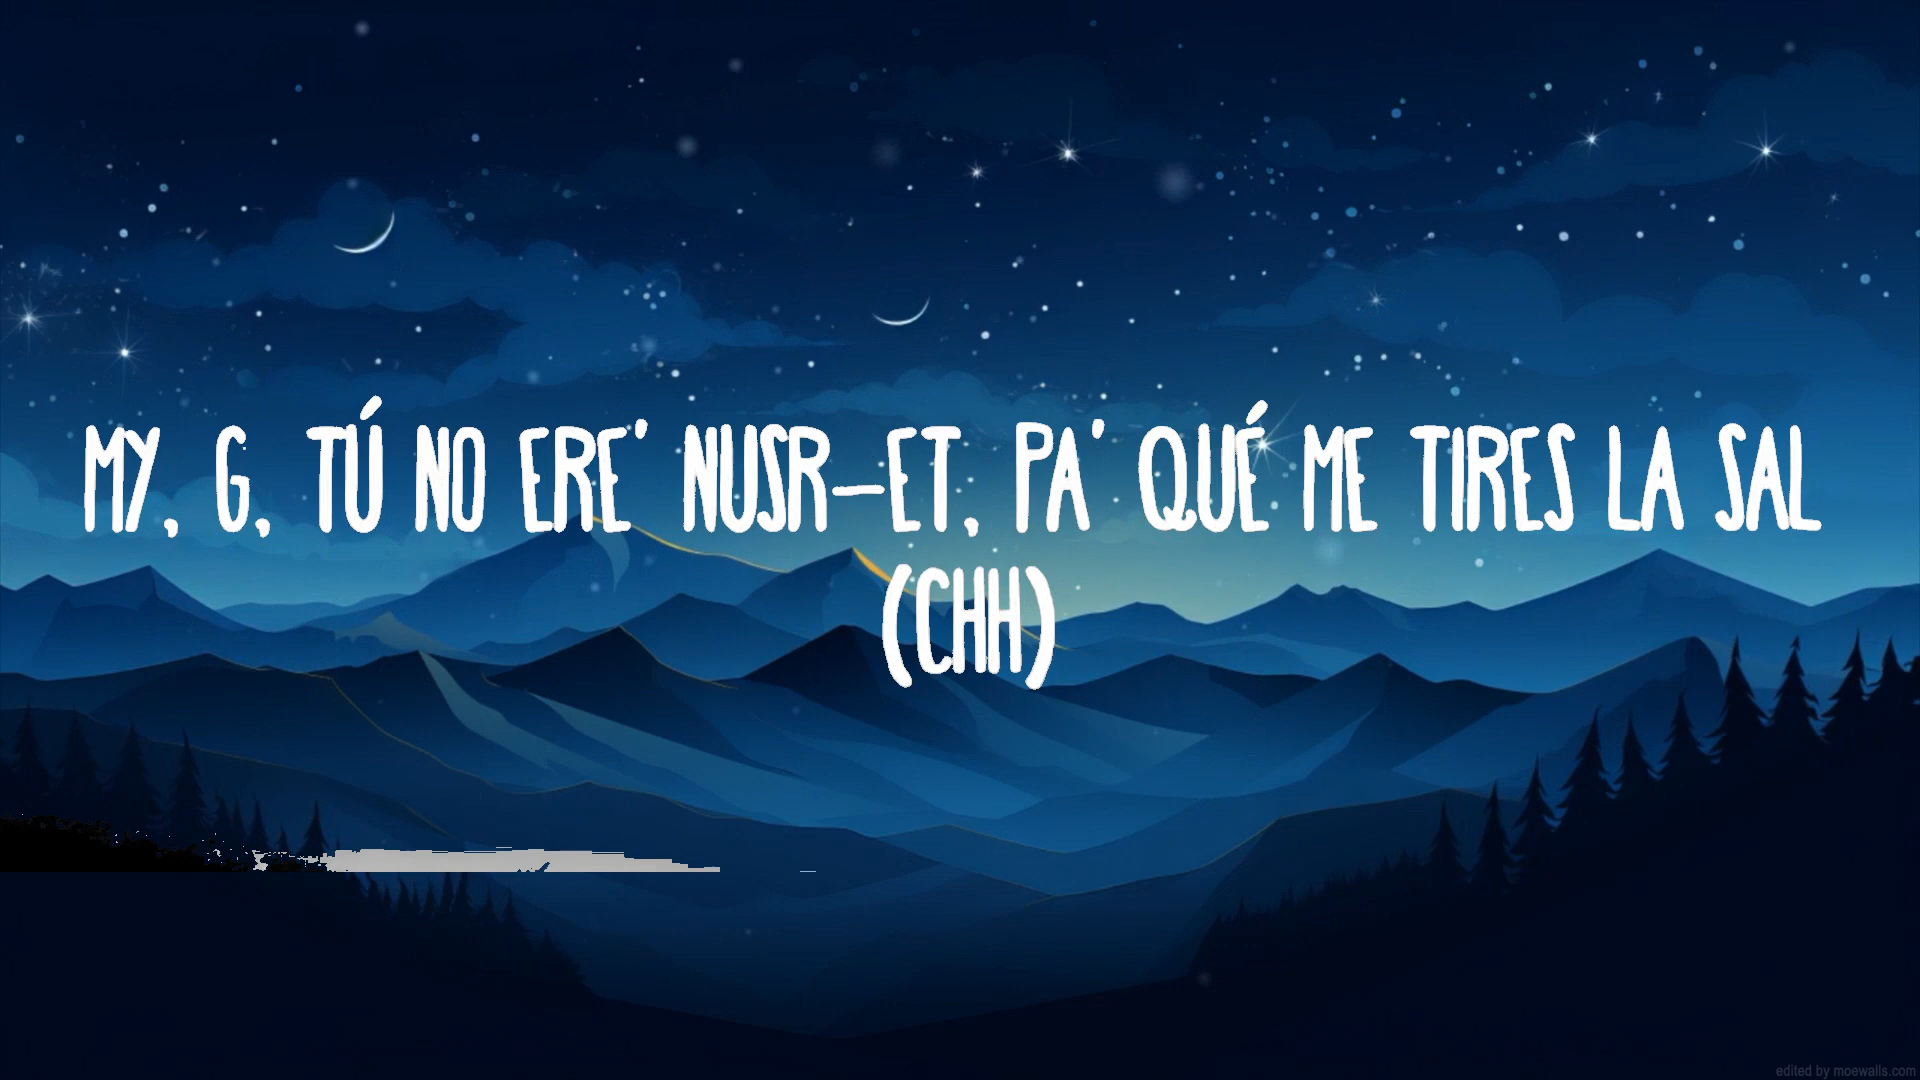 MY, G, TÚ NO ERE' NUSR-ET, PA' QUÉ ME TIRES LA SAL
(CHH)
edited by moewalls.com